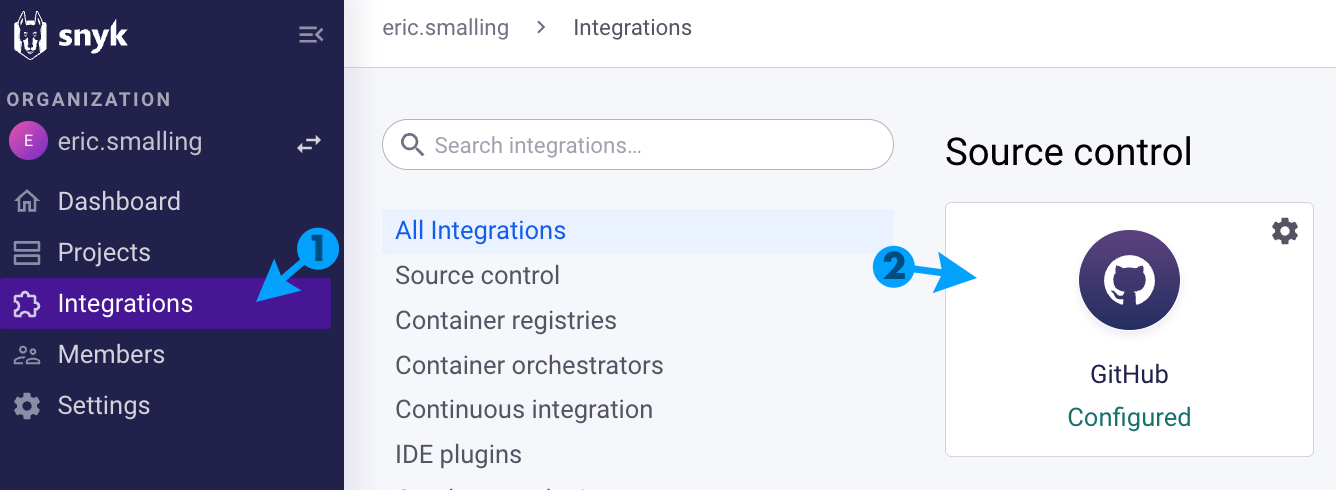 snyk
ORGANIZATION
E eric.smalling
Dashboard
Projects
1
Integrations
Members
Settings
eric.smalling > Integrations
Search integrations...
All Integrations
Source control
Container registries
Container orchestrators
Continuous integration
IDE plugins
Source control
2
GitHub
Configured